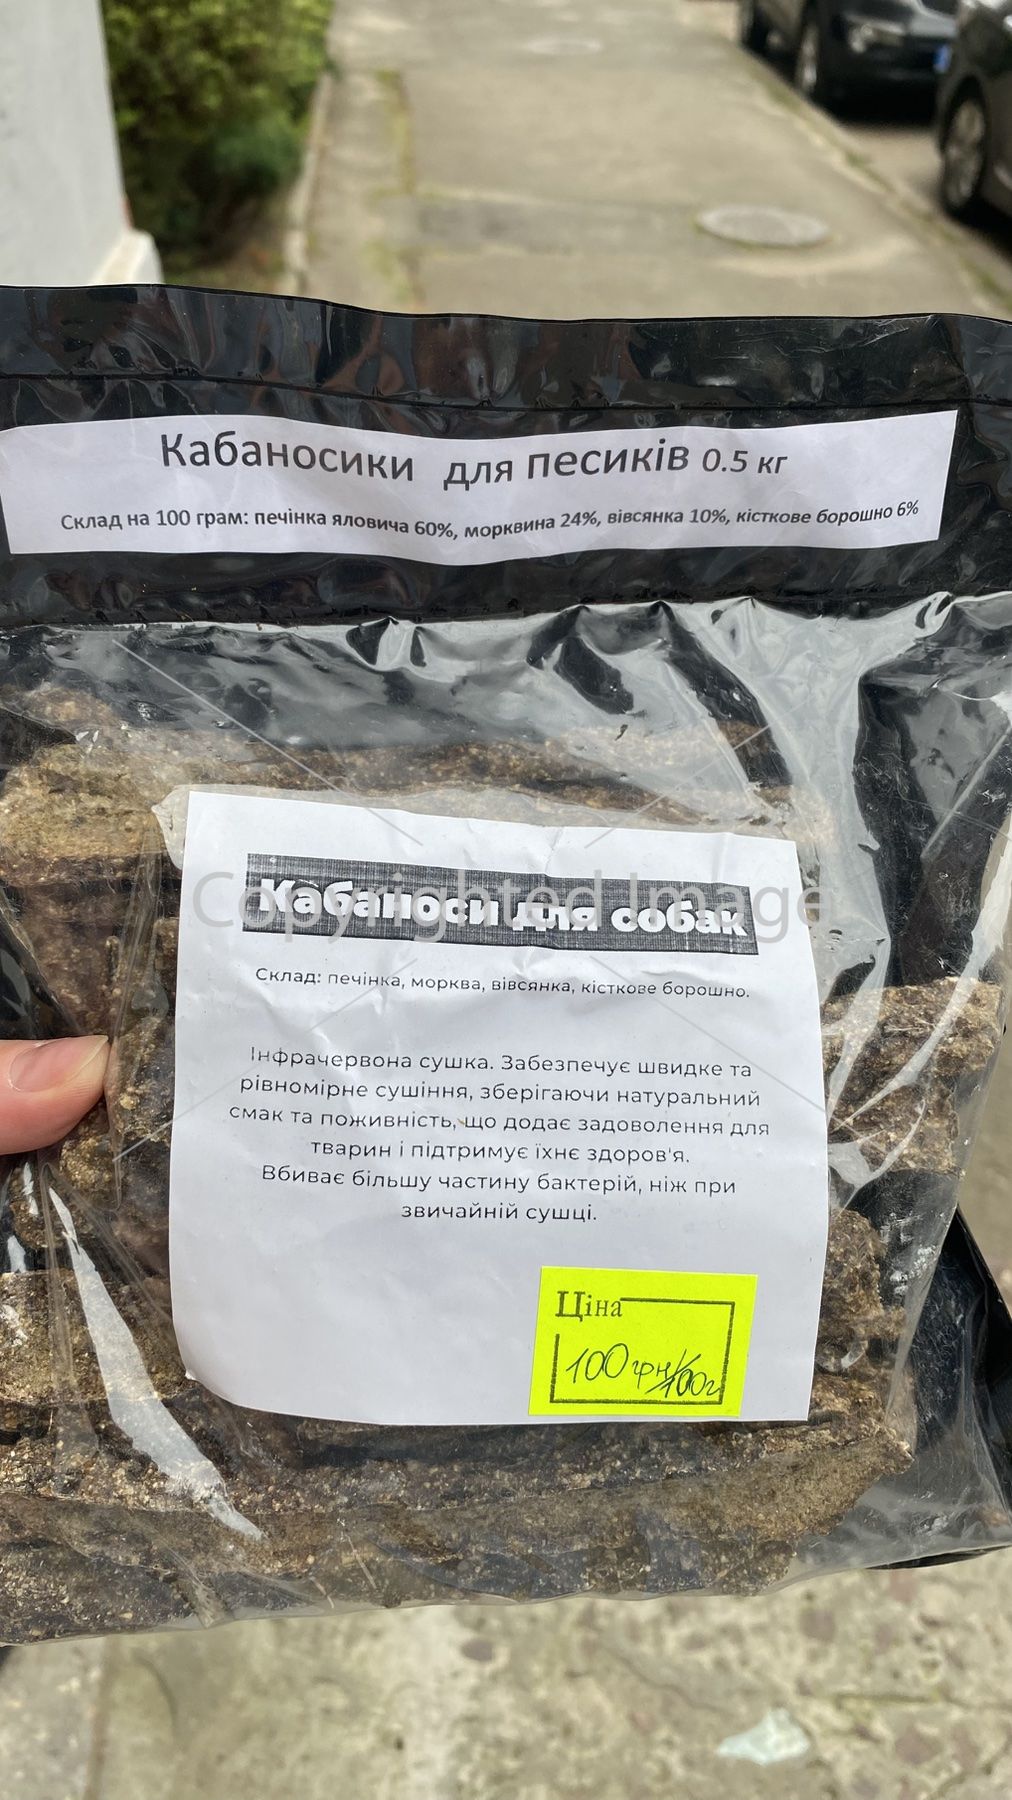 Кабаносики для песиків 0.5 кг
Склад на 100 грам: печінка яловича 60%, морквина 24%, вівсянка 10%, кісткове борошно 6%
Кабаноси для собак
Copyrighted Image
Склад: печінка, морква, вівсянка, кісткове борошно.
Інфрачервона сушка. Забезпечує швидке та
рівномірне сушіння, зберігаючи натуральний
смак та поживність, що додає задоволення для
тварин і підтримує їхнє здоров'я.
Вбиває більшу частину бактерій, ніж при
звичайній сушці.
Ціна
100 грн/100г